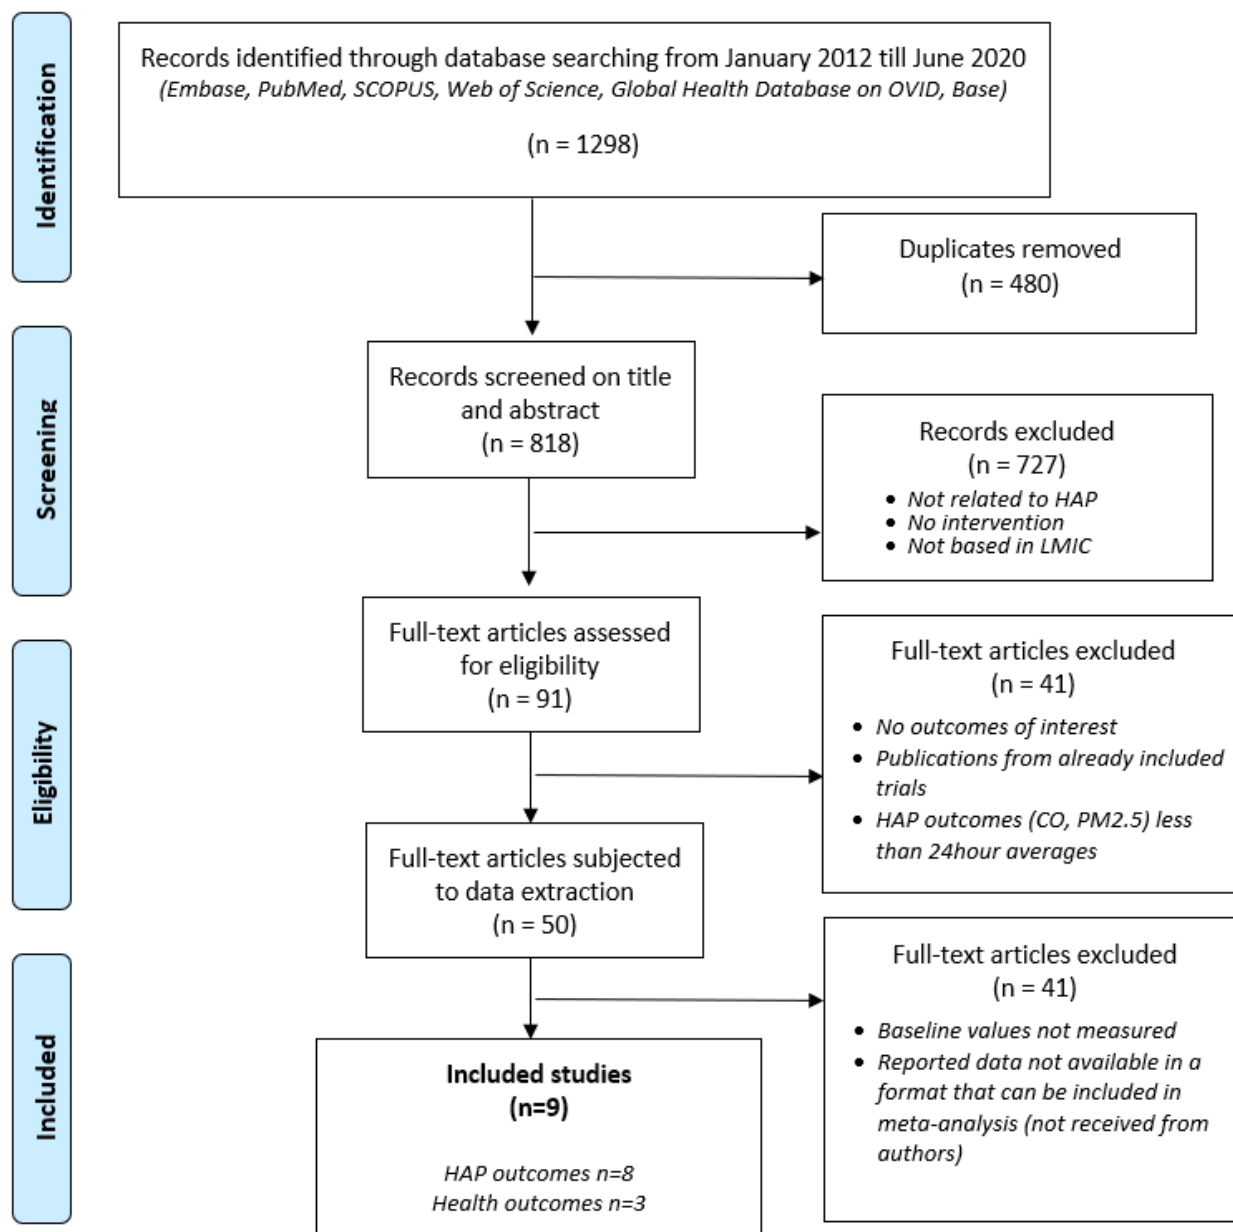 Identification
Records identified through database searching from January 2012 till June 2020
(Embase, PubMed, SCOPUS, Web of Science, Global Health Database on OVID, Base)
(n = 1298)
Duplicates removed
(n = 480)
Screening
Records screened on title
and abstract
(n = 818)
Records excluded
(n = 727)
• Not related to HAP
• No intervention
• Not based in LMIC
Eligibility
Full-text articles assessed
for eligibility
(n = 91)
Full-text articles excluded
(n = 41)
• No outcomes of interest
• Publications from already included
trials
• HAP outcomes (CO, PM2.5) less
than 24hour averages
Full-text articles subjected
to data extraction
(n = 50)
Included
Full-text articles excluded
(n = 41)
• Baseline values not measured
• Reported data not available in a
format that can be included in
meta-analysis (not received from
authors)
Included studies
(n=9)
HAP outcomes n=8
Health outcomes n=3